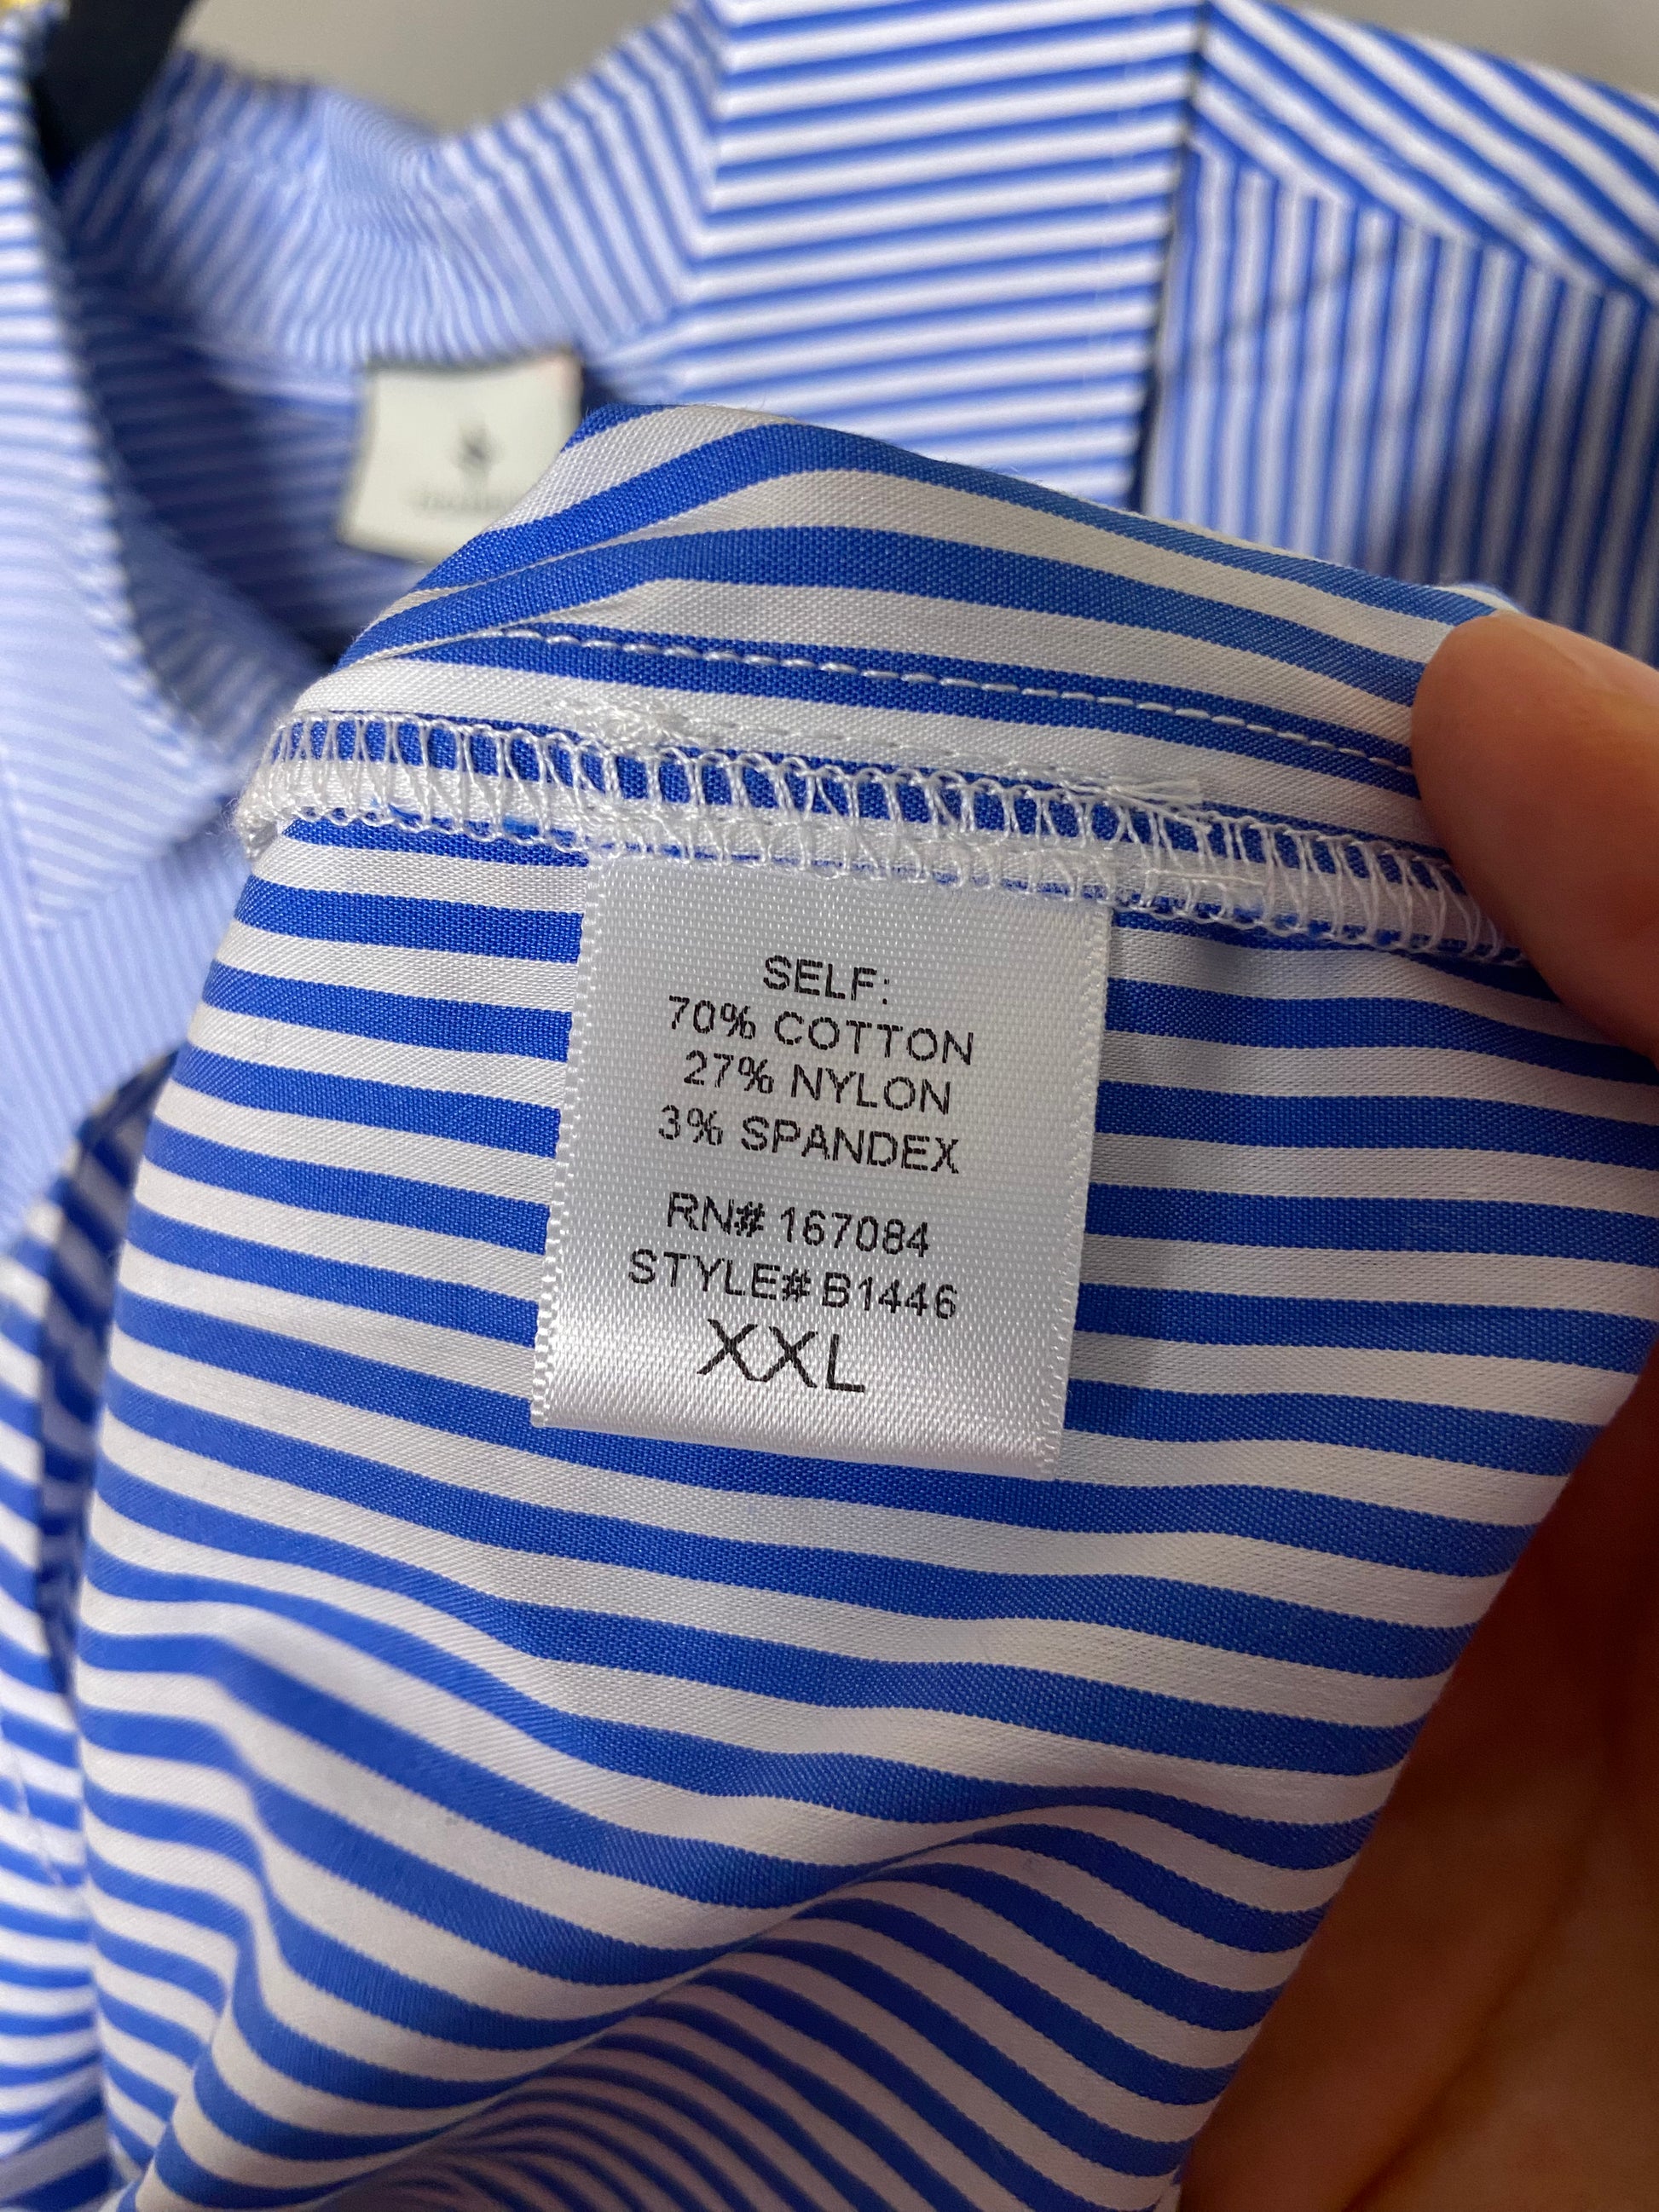 SELF:
70% COTTON
27% NYLON
3% SPANDEX
RN# 167084
STYLE# B1446
XXL